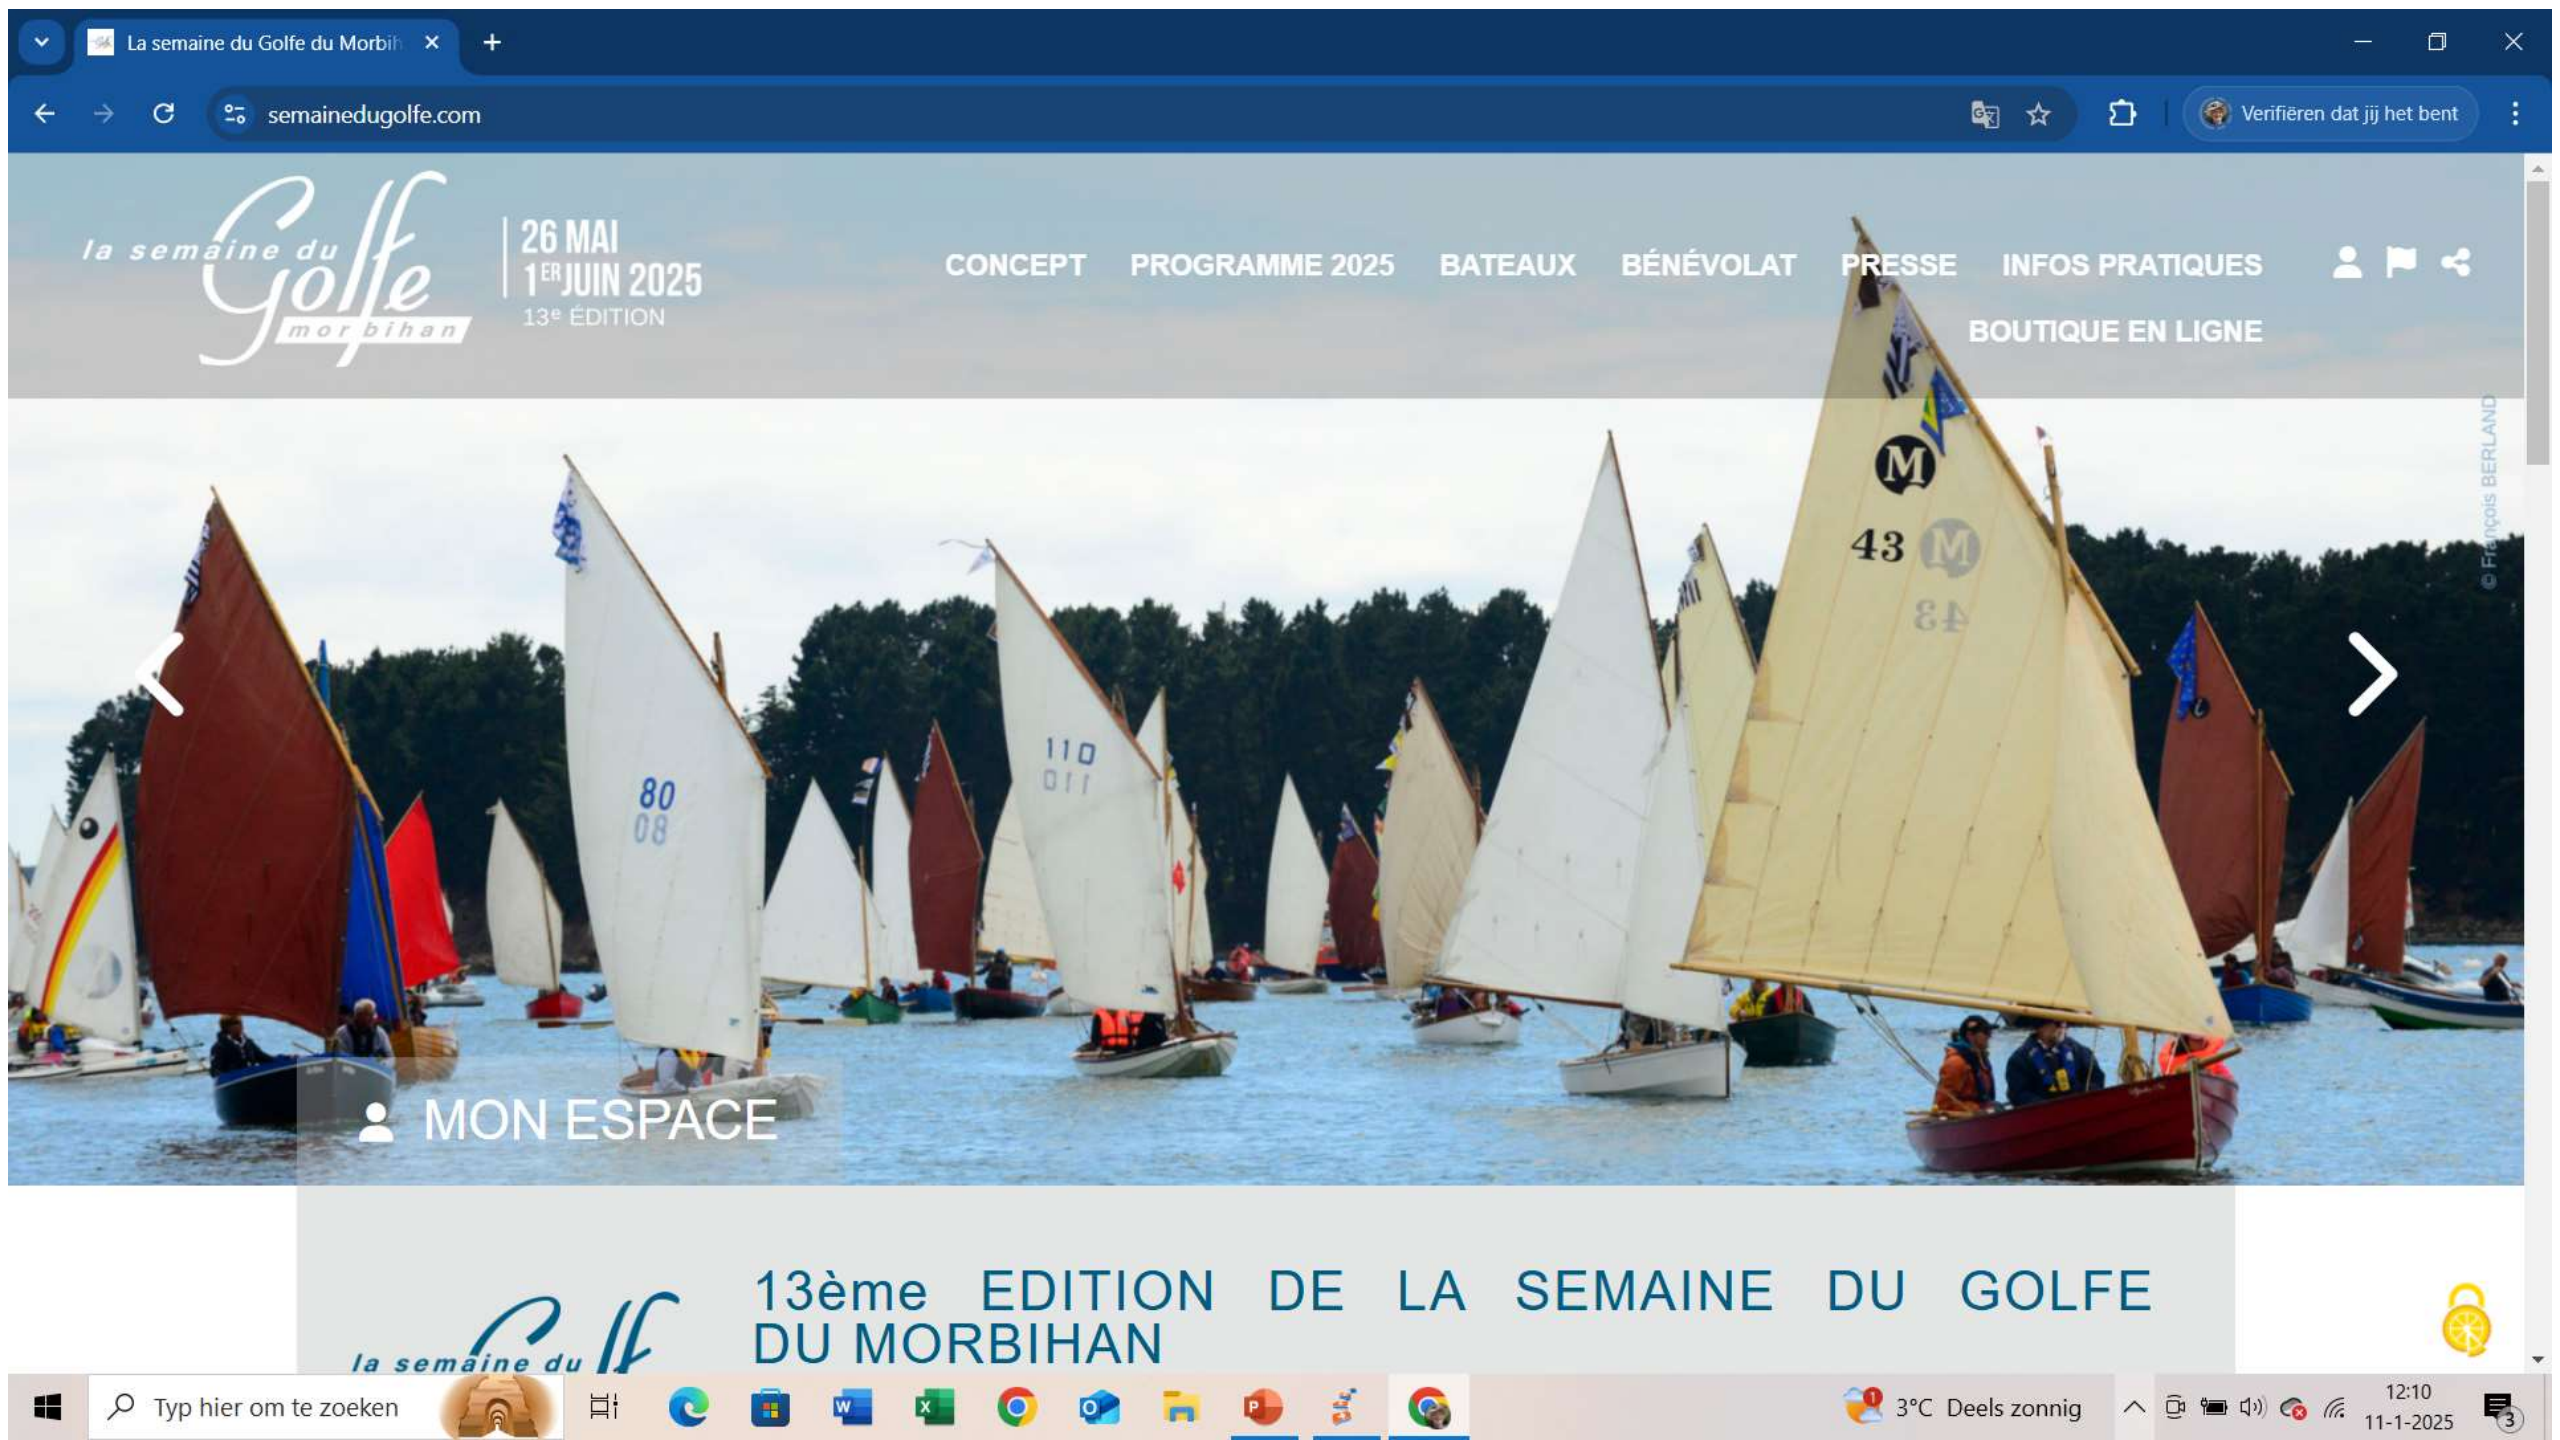 La semaine du Golfe du Morbih
semainedugolfe.com
Verifiëren dat jij het bent
la semaine du
Golfe
morbihan
26 MAI
1ER JUIN 2025
13e ÉDITION
CONCEPT PROGRAMME 2025 BATEAUX BÉNÉVOLAT PRESSE INFOS PRATIQUES
BOUTIQUE EN LIGNE
© François BERLAND
M
43 M
43
110
011
80
08
MON ESPACE
la semaine du
13ème EDITION DE LA SEMAINE DU GOLFE
DU MORBIHAN
Typ hier om te zoeken
1
3°C Deels zonnig
12:10
11-1-2025
3